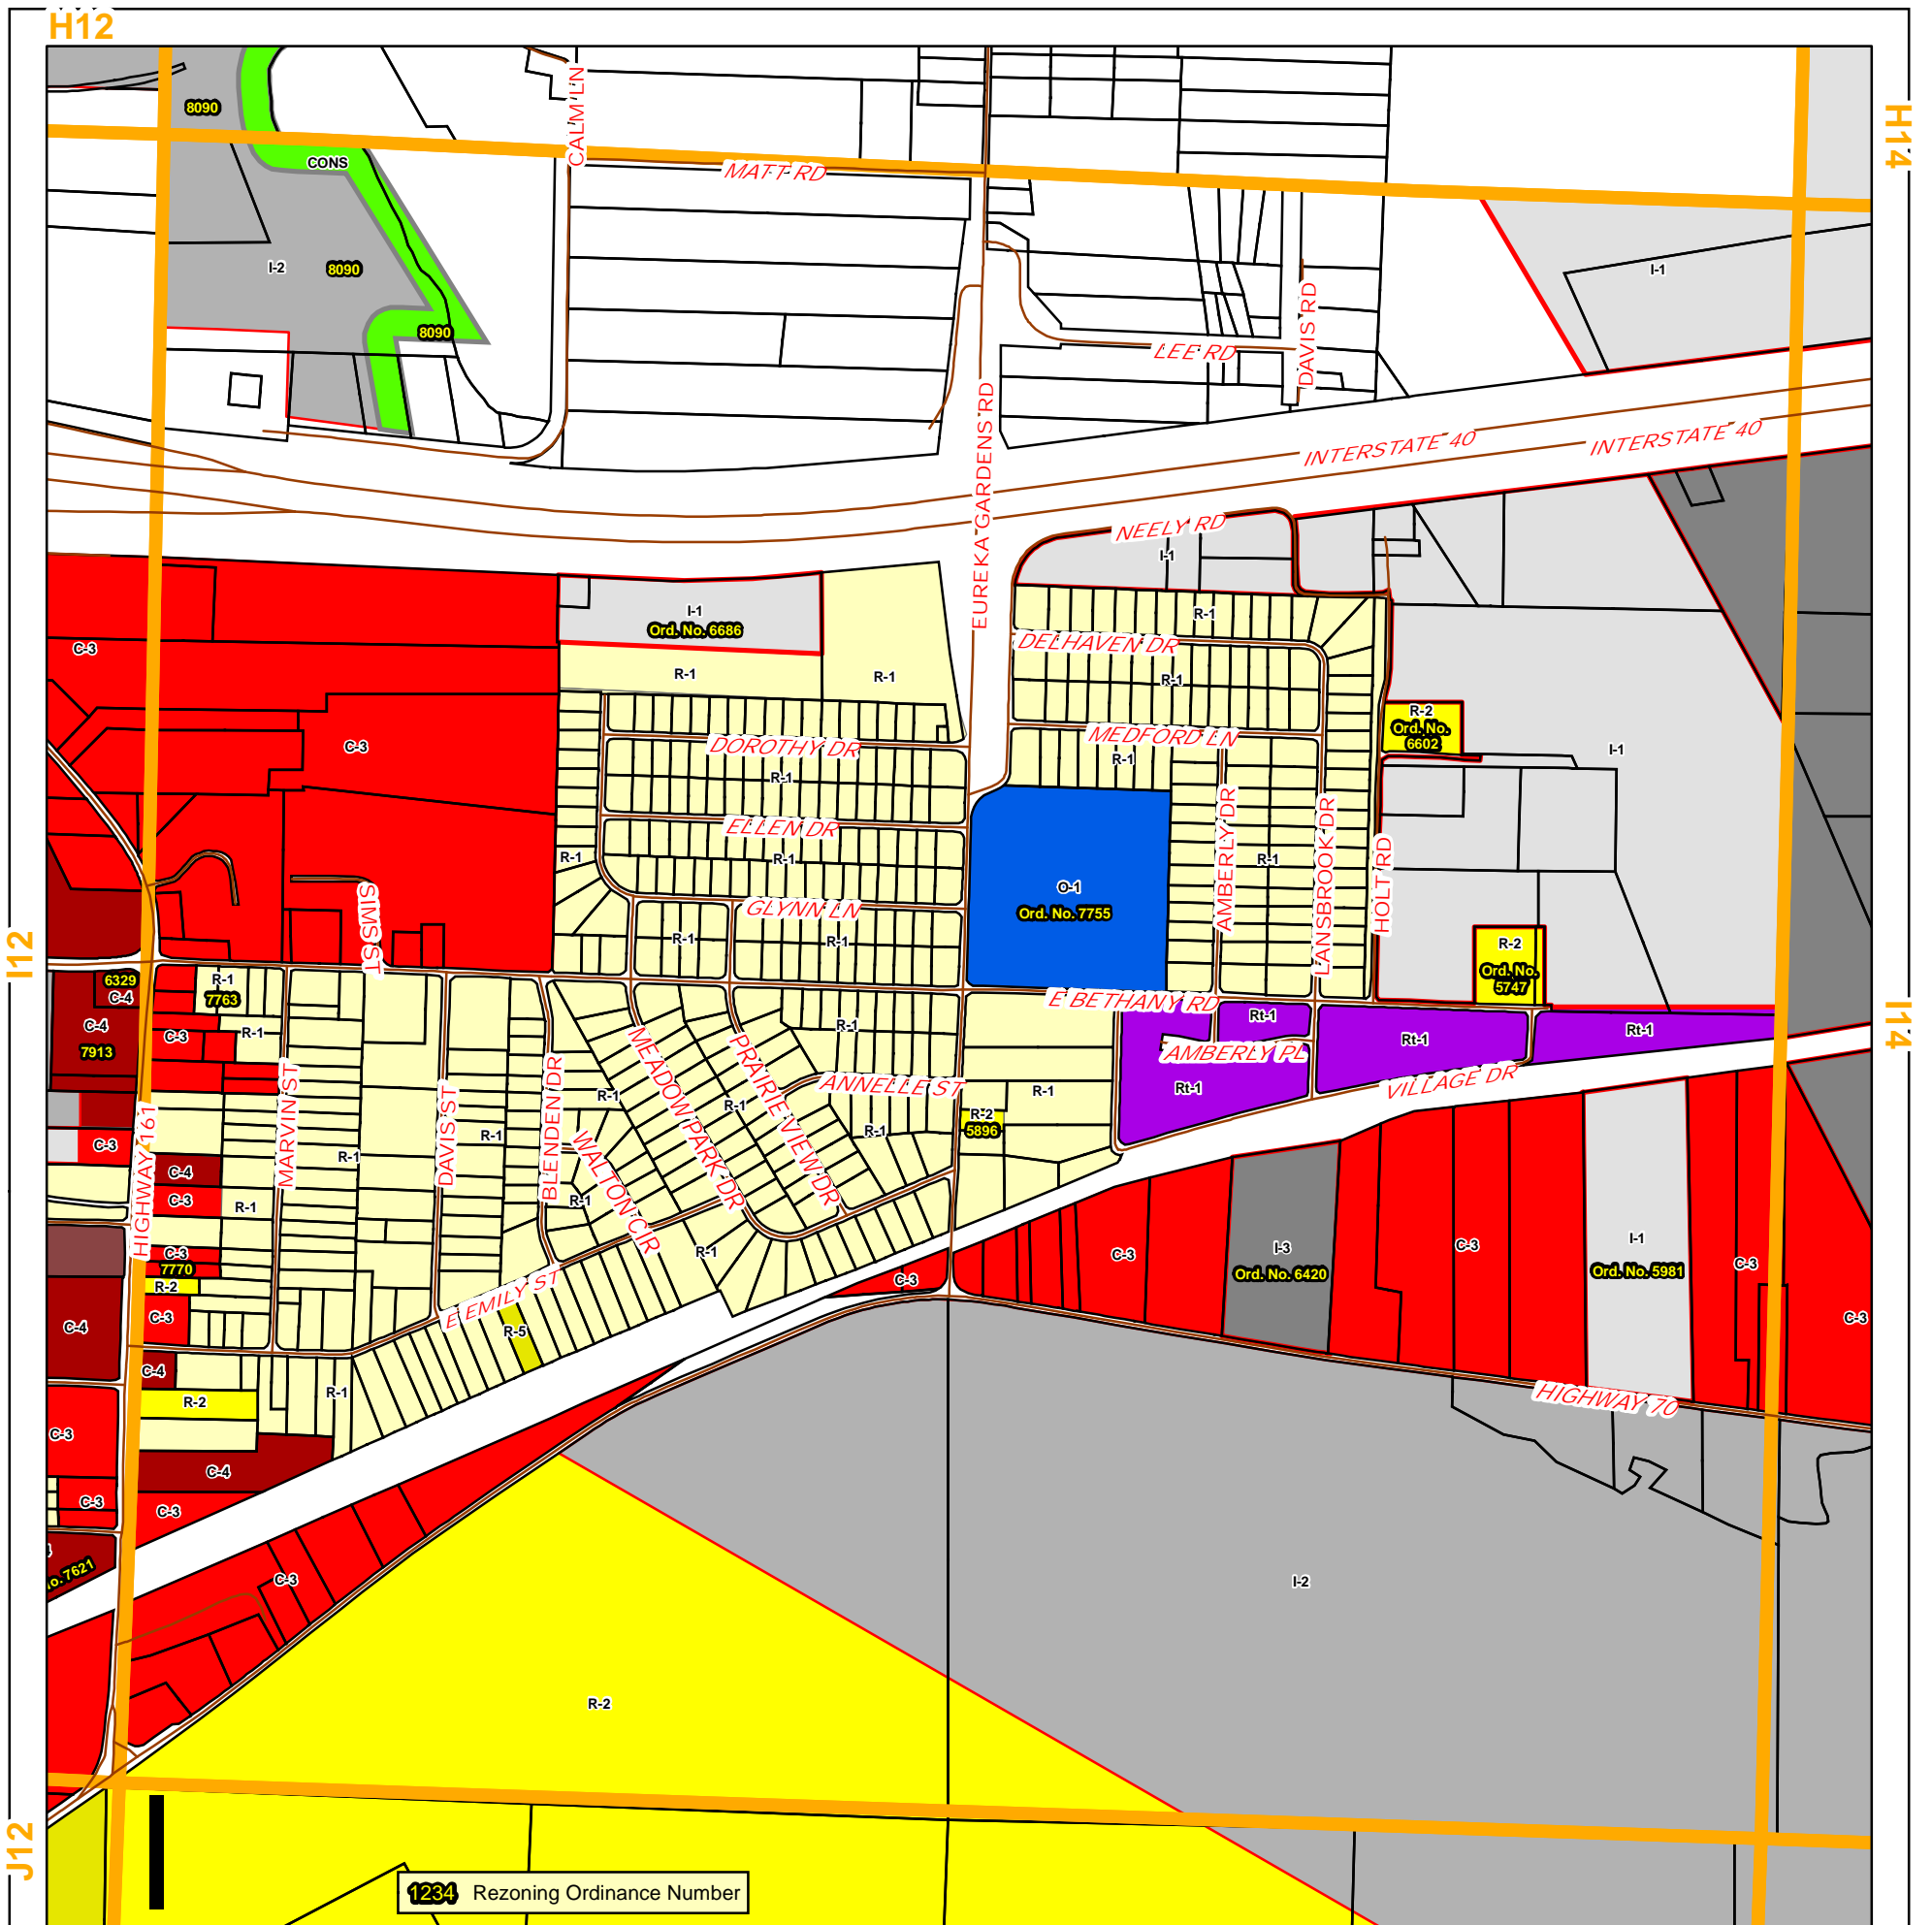 H12
H14
8090
CALM LN
CONS
MATT RD
I-2
8090
I-1
8090
DAVIS RD
LEE RD
EUREKA GARDENS RD
INTERSTATE 40
INTERSTATE 40
NEELY RD
I-1
I-1
Ord. No. 6686
R-1
C-3
DELHAVEN DR
R-1
R-1
R-1
R-2
Ord. No.
6602
C-3
DOROTHY DR
MEDFORD LN
I-1
R-1
R-1
ELLEN DR
AMBERLY DR
LANSBROOK DR
R-1
R-1
R-1
HOLT RD
O-1
Ord. No. 7755
SIMS ST
GLYNN LN
R-1
R-1
R-2
Ord. No.
5747
I12
I14
6329
C-4
R-1
7763
E BETHANY RD
C-4
7913
C-3
R-1
R-1
Rt-1
Rt-1
Rt-1
AMBERLY PL
Rt-1
VILLAGE DR
MARVIN ST
DAVIS ST
BLENDEN DR
MEADOW PARK DR
PRAIRIEVIEW DR
ANNELLE ST
R-1
R-1
R-1
R-2
5896
R-1
R-1
R-1
C-3
HIGHWAY 161
C-4
C-3
R-1
R-1
WALTON CIR
R-1
C-3
7770
R-2
C-3
C-4
E EMILY ST
R-5
C-3
C-3
I-3
Ord. No. 6420
C-3
I-1
Ord. No. 5981
C-3
C-3
C-4
R-2
R-1
HIGHWAY 70
C-3
C-4
C-3
C-3
o. 7621
C-3
I-2
R-2
J12
1234 Rezoning Ordinance Number